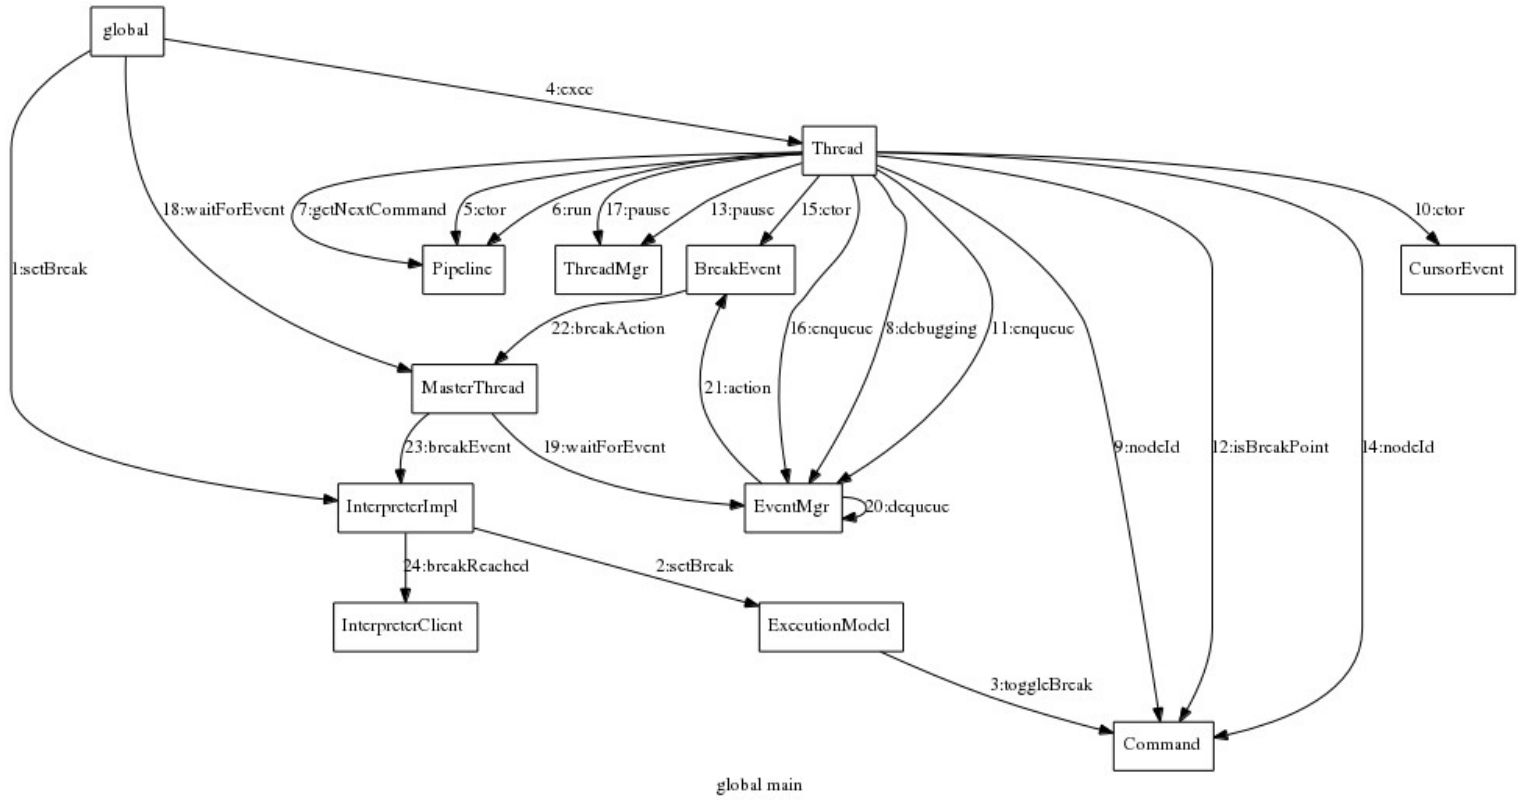 global
4:exec
Thread
18:waitForEvent
7:getNextCommand
5:ctor
6:run
17:pause
13:pause
15:ctor
10:ctor
1:setBreak
Pipeline
ThreadMgr
BreakEvent
CursorEvent
22:breakAction
16:enqueue
8:debugging
11:enqueue
MasterThread
21:action
23:breakEvent
19:waitForEvent
9:nodeId
12:isBreakPoint
14:nodeId
InterpreterImpl
EventMgr
20:dequeue
24:breakReached
2:setBreak
InterpreterClient
ExecutionModel
3:toggleBreak
Command
global main